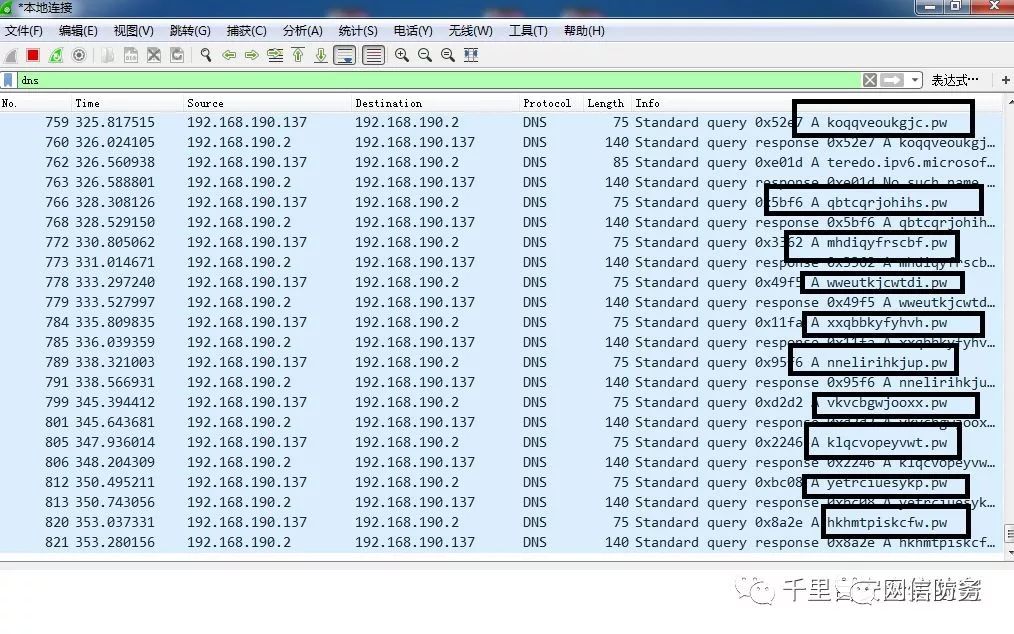 *本地连接
文件(F) 编辑(E) 视图(V) 跳转(G) 捕获(C) 分析(A) 统计(S) 电话(Y) 无线(W) 工具(T) 帮助(H)
dns 表达式… +
No. Time Source Destination Protocol Length Info
759 325.817515 192.168.190.137 192.168.190.2 DNS 75 Standard query 0x52e7 A koqqveoukgjc.pw
760 326.024105 192.168.190.2 192.168.190.137 DNS 140 Standard query response 0x52e7 A koqqveoukgj…
762 326.560938 192.168.190.137 192.168.190.2 DNS 85 Standard query 0xe01d A teredo.ipv6.microsof…
763 326.588801 192.168.190.2 192.168.190.137 DNS 140 Standard query response 0xe01d No such name …
766 328.308126 192.168.190.137 192.168.190.2 DNS 75 Standard query 0x5bf6 A qbtcqrjohihs.pw
768 328.529150 192.168.190.2 192.168.190.137 DNS 140 Standard query response 0x5bf6 A qbtcqrjohih…
772 330.805062 192.168.190.137 192.168.190.2 DNS 75 Standard query 0x3362 A mhdiqyfrscbf.pw
773 331.014671 192.168.190.2 192.168.190.137 DNS 140 Standard query response 0x3362 A mhdiqyfrscb…
778 333.297240 192.168.190.137 192.168.190.2 DNS 75 Standard query 0x49f5 A wweutkjcwtdi.pw
779 333.527997 192.168.190.2 192.168.190.137 DNS 140 Standard query response 0x49f5 A wweutkjcwtd…
784 335.809835 192.168.190.137 192.168.190.2 DNS 75 Standard query 0x11fa A xxqbbkyfyhvh.pw
785 336.039359 192.168.190.2 192.168.190.137 DNS 140 Standard query response 0x11fa A xxqbbkyfyhv…
789 338.321003 192.168.190.137 192.168.190.2 DNS 75 Standard query 0x95f6 A nnelirihkjup.pw
791 338.566931 192.168.190.2 192.168.190.137 DNS 140 Standard query response 0x95f6 A nnelirihkju…
799 345.394412 192.168.190.137 192.168.190.2 DNS 75 Standard query 0xd2d2 A vkvcbgwjooxx.pw
801 345.643681 192.168.190.2 192.168.190.137 DNS 140 Standard query response 0xd2d2 A vkvcbgwjoox…
805 347.936014 192.168.190.137 192.168.190.2 DNS 75 Standard query 0x2246 A klqcvopeyvwt.pw
806 348.204309 192.168.190.2 192.168.190.137 DNS 140 Standard query response 0x2246 A klqcvopeyvw…
812 350.495211 192.168.190.137 192.168.190.2 DNS 75 Standard query 0xbc08 A yetrciuesykp.pw
813 350.743056 192.168.190.2 192.168.190.137 DNS 140 Standard query response 0xbc08 A yetrciuesyk…
820 353.037331 192.168.190.137 192.168.190.2 DNS 75 Standard query 0x8a2e A hkhmtpiskcfw.pw
821 353.280156 192.168.190.2 192.168.190.137 DNS 140 Standard query response 0x8a2e A hkhmtpiskcf…
千里 网信防务